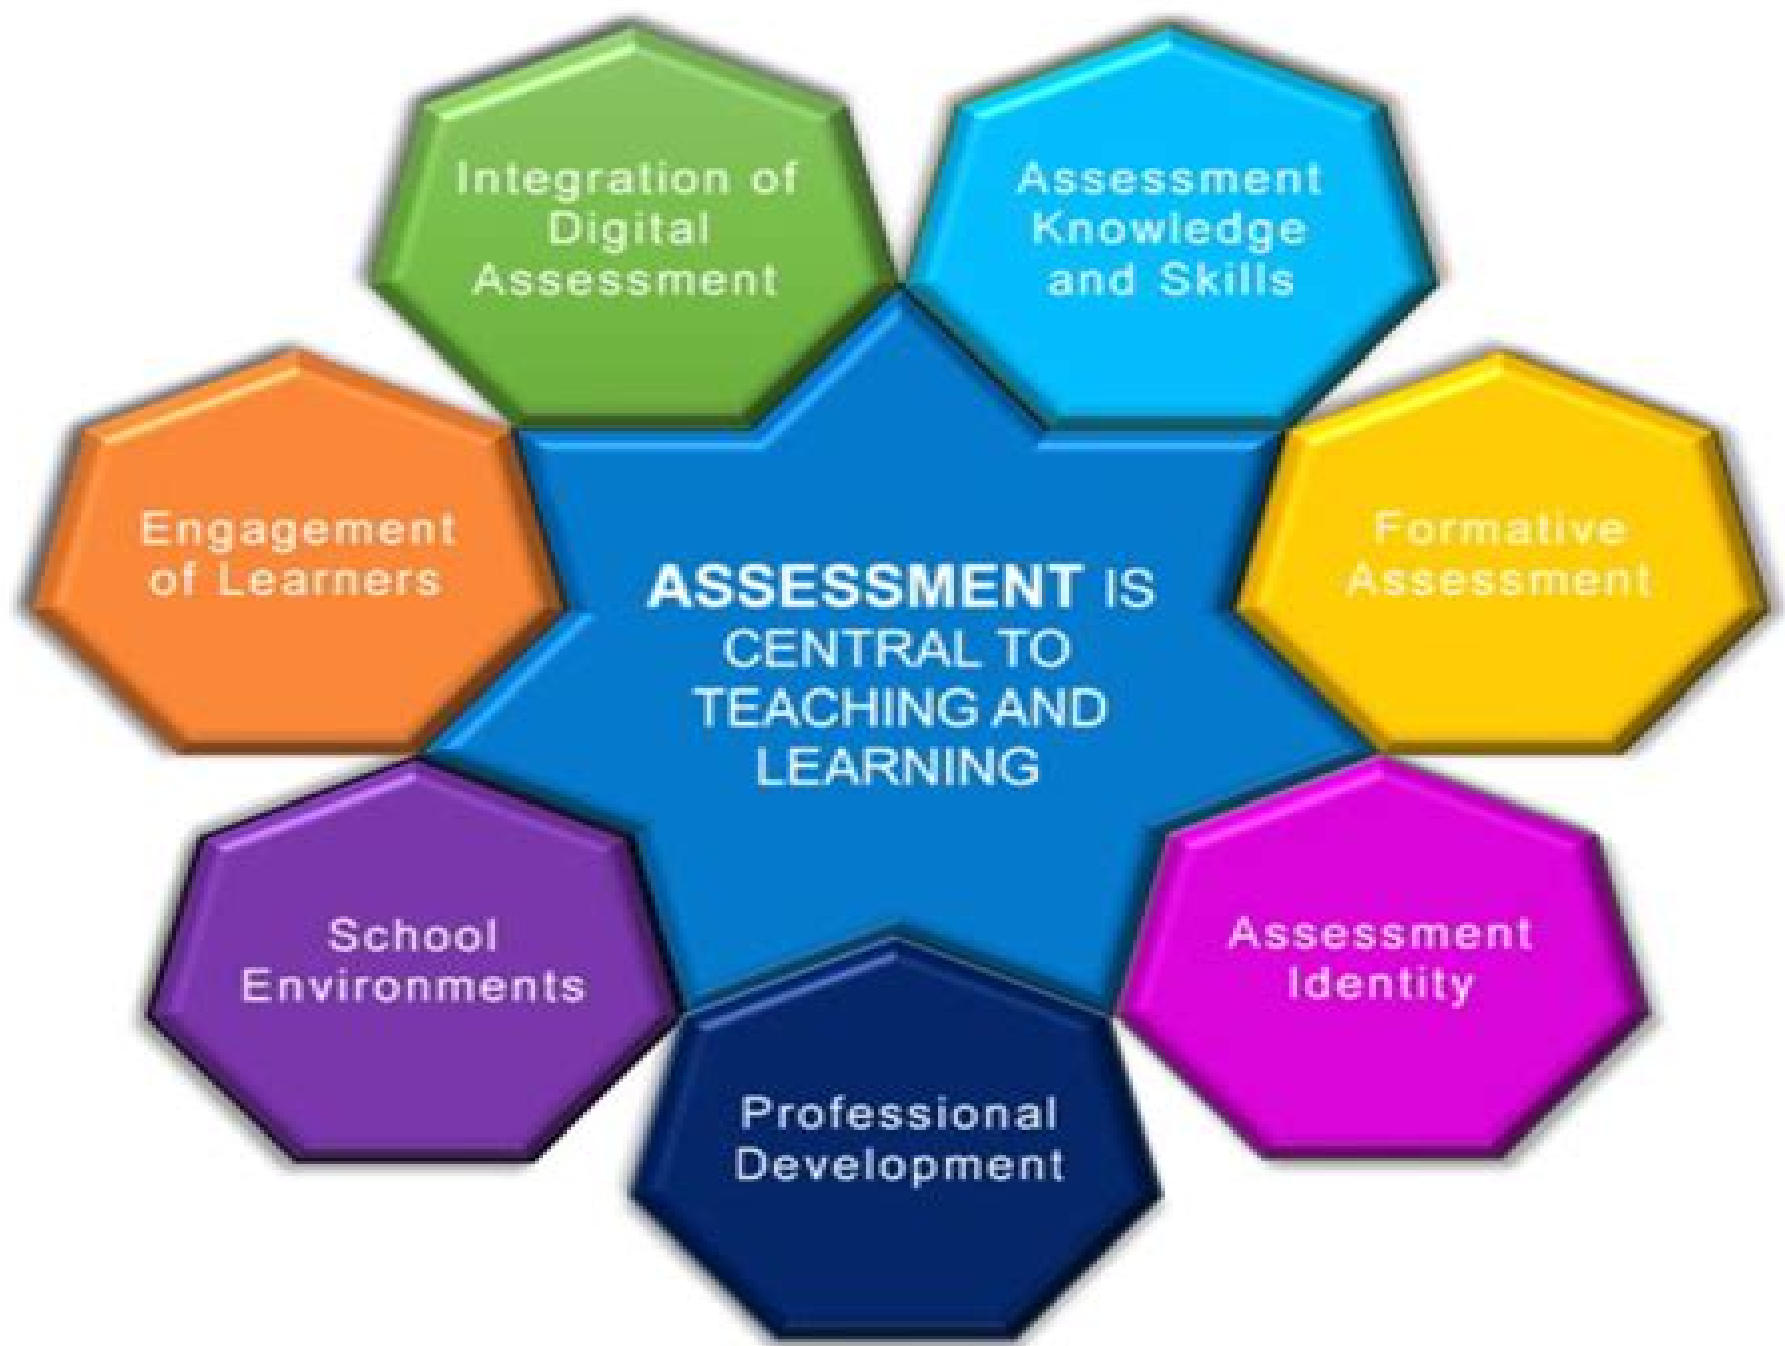 Integration of
Digital
Assessment
Assessment
Knowledge
and Skills
Engagement
of Learners
Formative
Assessment
ASSESSMENT IS
CENTRAL TO
TEACHING AND
LEARNING
School
Environments
Assessment
Identity
Professional
Development